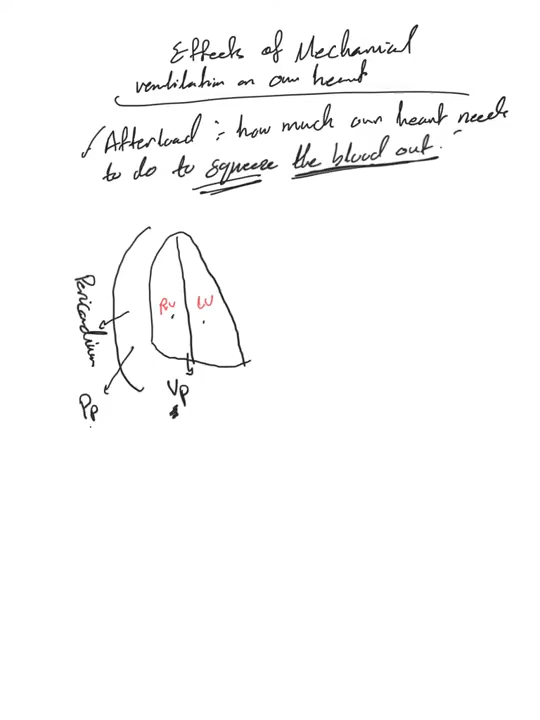 Effects of Mechanical
ventilation on our heart
✓ Afterload :- how much our heart needs
to do to squeeze the blood out.
Pericardium
RV LV
Pp
Vp